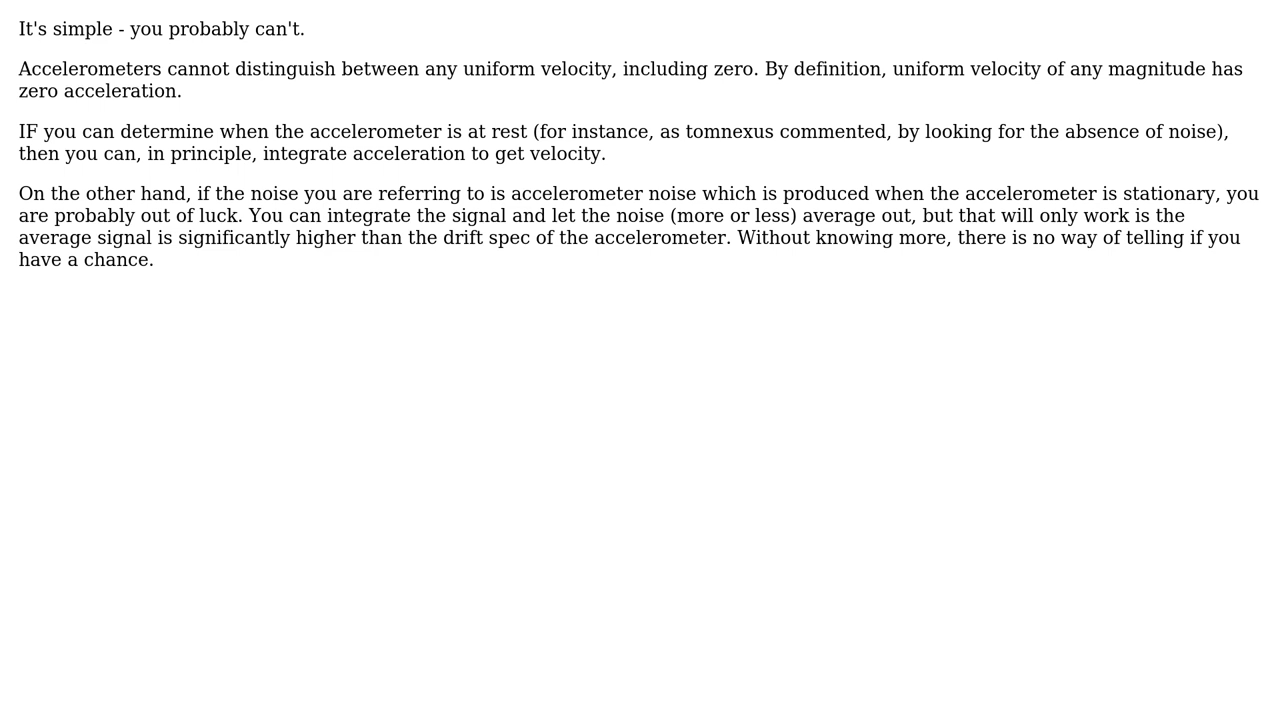 It's simple - you probably can't.
Accelerometers cannot distinguish between any uniform velocity, including zero. By definition, uniform velocity of any magnitude has
zero acceleration.
IF you can determine when the accelerometer is at rest (for instance, as tomnexus commented, by looking for the absence of noise),
then you can, in principle, integrate acceleration to get velocity.
On the other hand, if the noise you are referring to is accelerometer noise which is produced when the accelerometer is stationary, you
are probably out of luck. You can integrate the signal and let the noise (more or less) average out, but that will only work is the
average signal is significantly higher than the drift spec of the accelerometer. Without knowing more, there is no way of telling if you
have a chance.